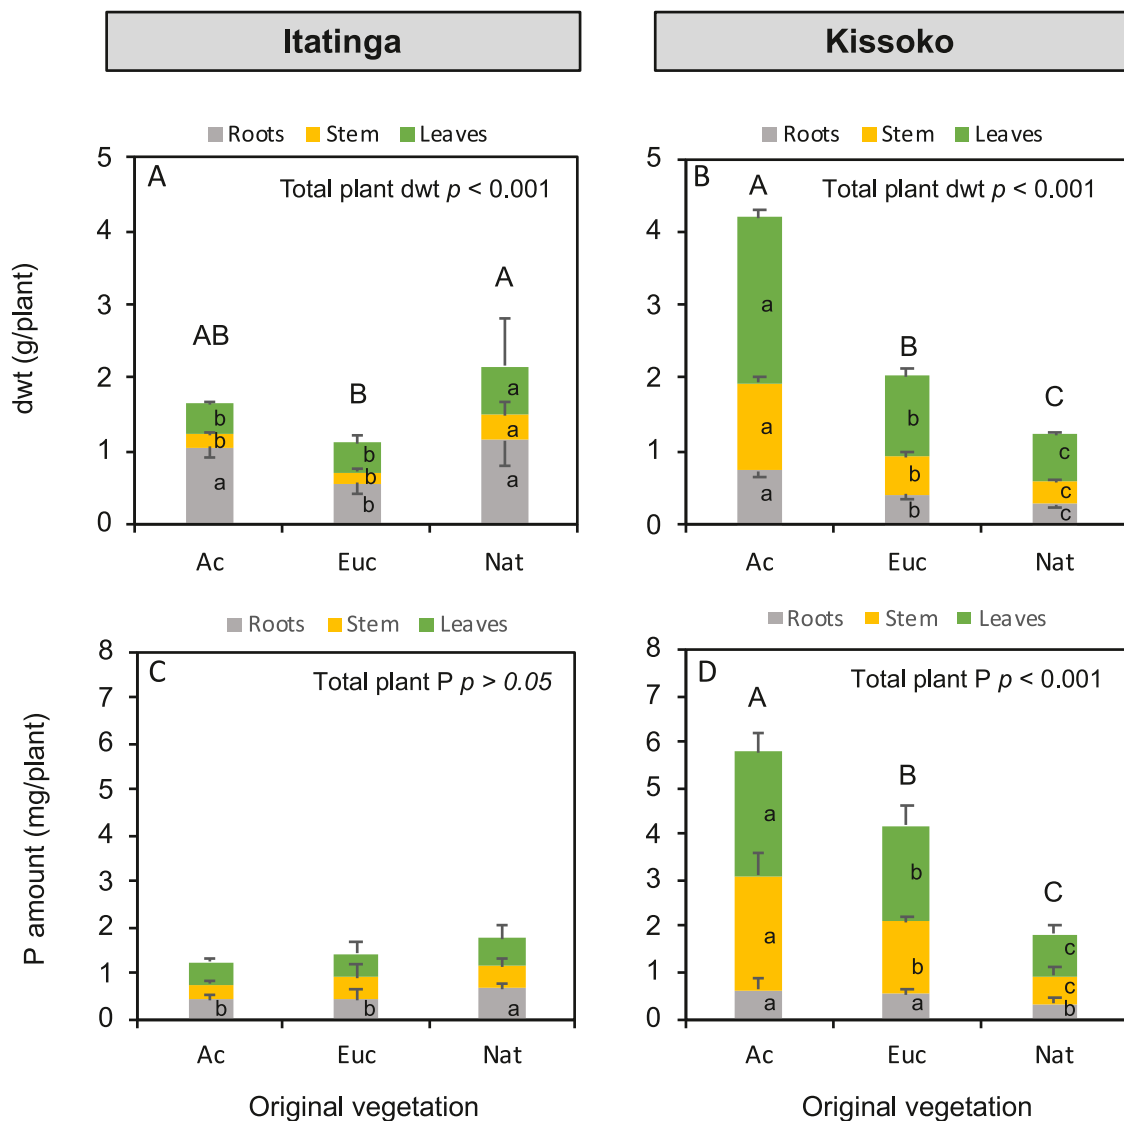 Itatinga
Kissoko
Roots Stem Leaves
Roots Stem Leaves
dwt (g/plant)
5
4
3
2
1
0
A
Total plant dwt p < 0.001
AB
B
A
b
b
a
b
b
b
a
a
a
Ac Euc Nat
5
4
3
2
1
0
B
Total plant dwt p < 0.001
A
B
C
a
a
a
b
b
b
c
c
c
Ac Euc Nat
Roots Stem Leaves
Roots Stem Leaves
P amount (mg/plant)
8
7
6
5
4
3
2
1
0
C
Total plant P p > 0.05
b
b
a
Ac Euc Nat
Original vegetation
8
7
6
5
4
3
2
1
0
D
Total plant P p < 0.001
A
B
C
a
a
a
b
b
a
c
c
b
Ac Euc Nat
Original vegetation